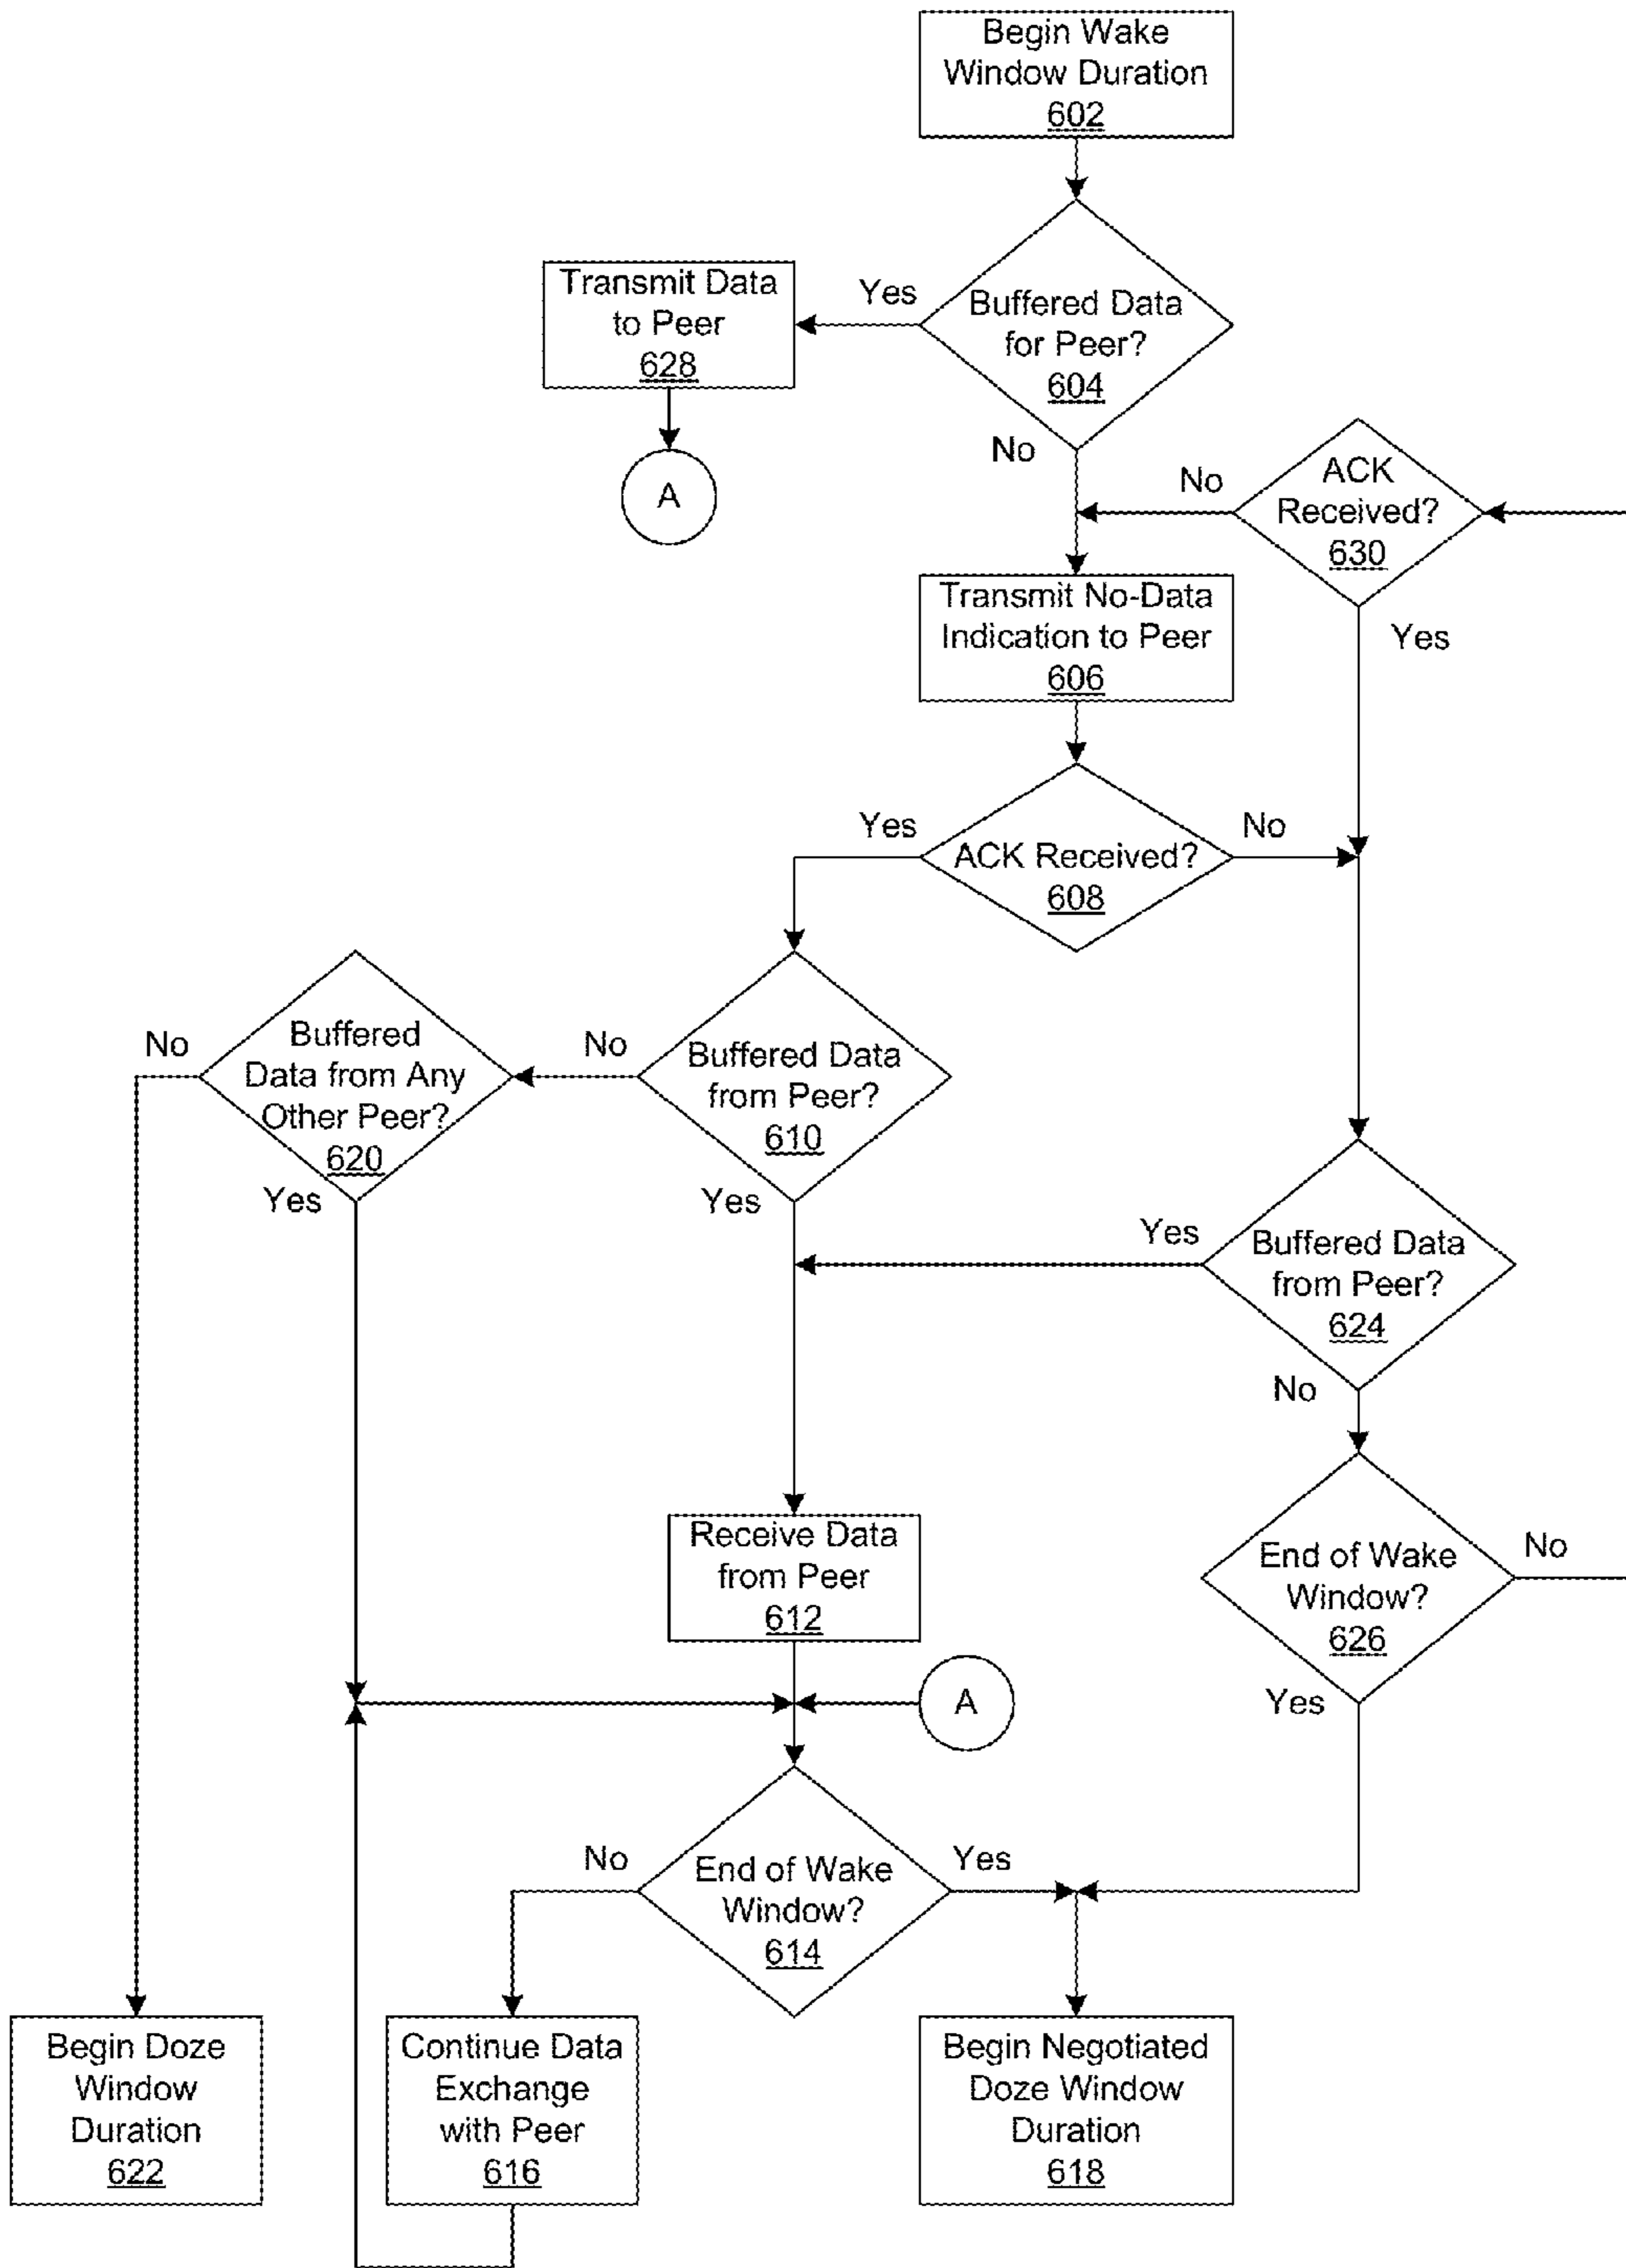 Begin Wake
Window Duration
602
Transmit Data
to Peer
628
Yes
Buffered Data
for Peer?
604
A
No
No
ACK
Received?
630
Transmit No-Data
Indication to Peer
606
Yes
Yes
ACK Received?
608
No
No
Buffered
Data from Any
Other Peer?
620
No
Buffered Data
from Peer?
610
Yes
Yes
Yes
Buffered Data
from Peer?
624
No
Receive Data
from Peer
612
End of Wake
Window?
626
No
A
Yes
No
End of Wake
Window?
614
Yes
Begin Doze
Window
Duration
622
Continue Data
Exchange
with Peer
616
Begin Negotiated
Doze Window
Duration
618